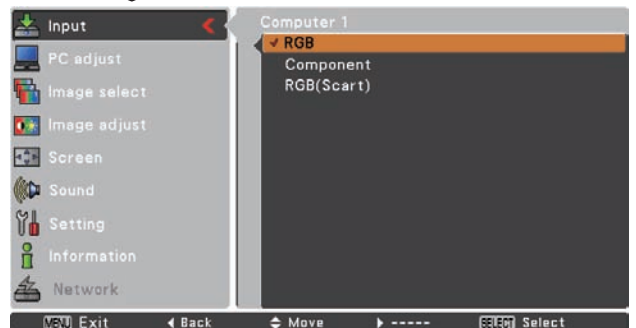 Input
PC adjust
Image select
Image adjust
Screen
Sound
Setting
Information
Network
Computer 1
RGB
Component
RGB(Scart)
MENU Exit Back Move ----- SELECT Select